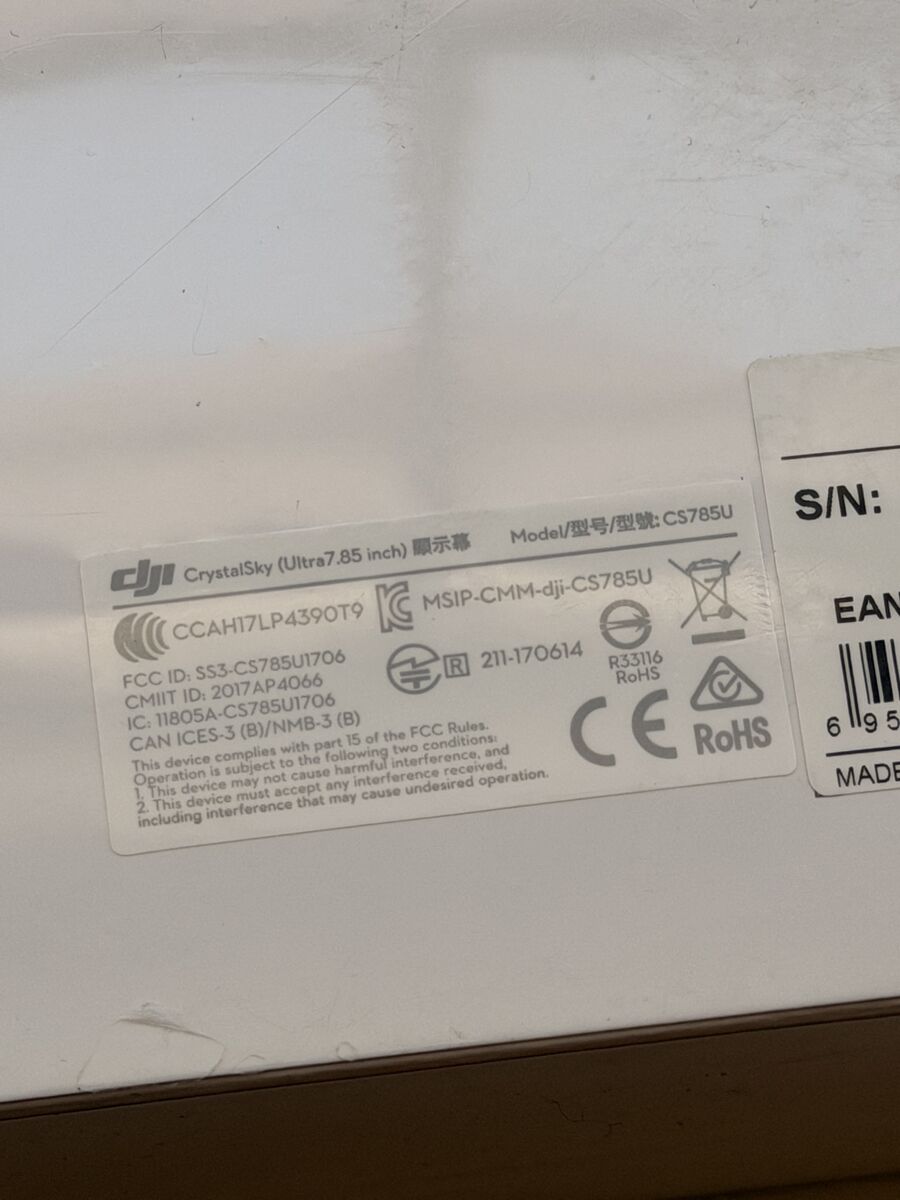 dji CrystalSky (Ultra7.85 inch) 顯示幕 Model/型号/型號: CS785U
CCAH17LP4390T9 MSIP-CMM-dji-CS785U
FCC ID: SS3-CS785U1706
CMIIT ID: 2017AP4066
IC: 11805A-CS785U1706
CAN ICES-3 (B)/NMB-3 (B)
R 211-170614
R33116
RoHS
CE
RoHS
This device complies with part 15 of the FCC Rules.
Operation is subject to the following two conditions:
1. This device may not cause harmful interference, and
2. This device must accept any interference received,
including interference that may cause undesired operation.
S/N:
EAN
6 95
MADE